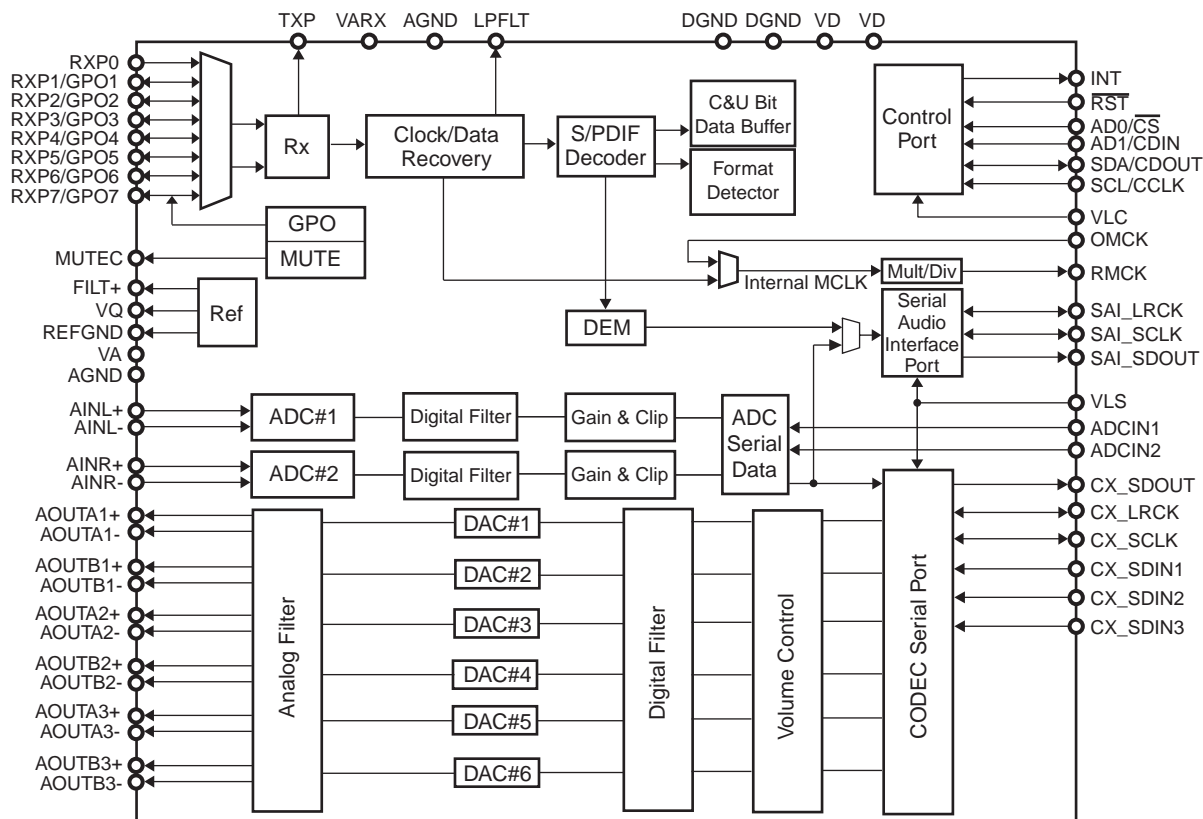 TXP VARX AGND LPFLT DGND DGND VD VD
RXP0
RXP1/GPO1
RXP2/GPO2
RXP3/GPO3
RXP4/GPO4
RXP5/GPO5
RXP6/GPO6
RXP7/GPO7
MUTEC
FILT+
VQ
REFGND
VA
AGND
AINL+
AINL-
AINR+
AINR-
AOUTA1+
AOUTA1-
AOUTB1+
AOUTB1-
AOUTA2+
AOUTA2-
AOUTB2+
AOUTB2-
AOUTA3+
AOUTA3-
AOUTB3+
AOUTB3-
Rx
Clock/Data
Recovery
S/PDIF
Decoder
C&U Bit
Data Buffer
Format
Detector
Control
Port
GPO
MUTE
Ref
Internal MCLK
Mult/Div
DEM
Serial
Audio
Interface
Port
ADC#1
Digital Filter
Gain & Clip
ADC
Serial
Data
ADC#2
Digital Filter
Gain & Clip
Analog Filter
DAC#1
DAC#2
DAC#3
DAC#4
DAC#5
DAC#6
Digital Filter
Volume Control
CODEC Serial Port
INT
RST
AD0/CS
AD1/CDIN
SDA/CDOUT
SCL/CCLK
VLC
OMCK
RMCK
SAI_LRCK
SAI_SCLK
SAI_SDOUT
VLS
ADCIN1
ADCIN2
CX_SDOUT
CX_LRCK
CX_SCLK
CX_SDIN1
CX_SDIN2
CX_SDIN3